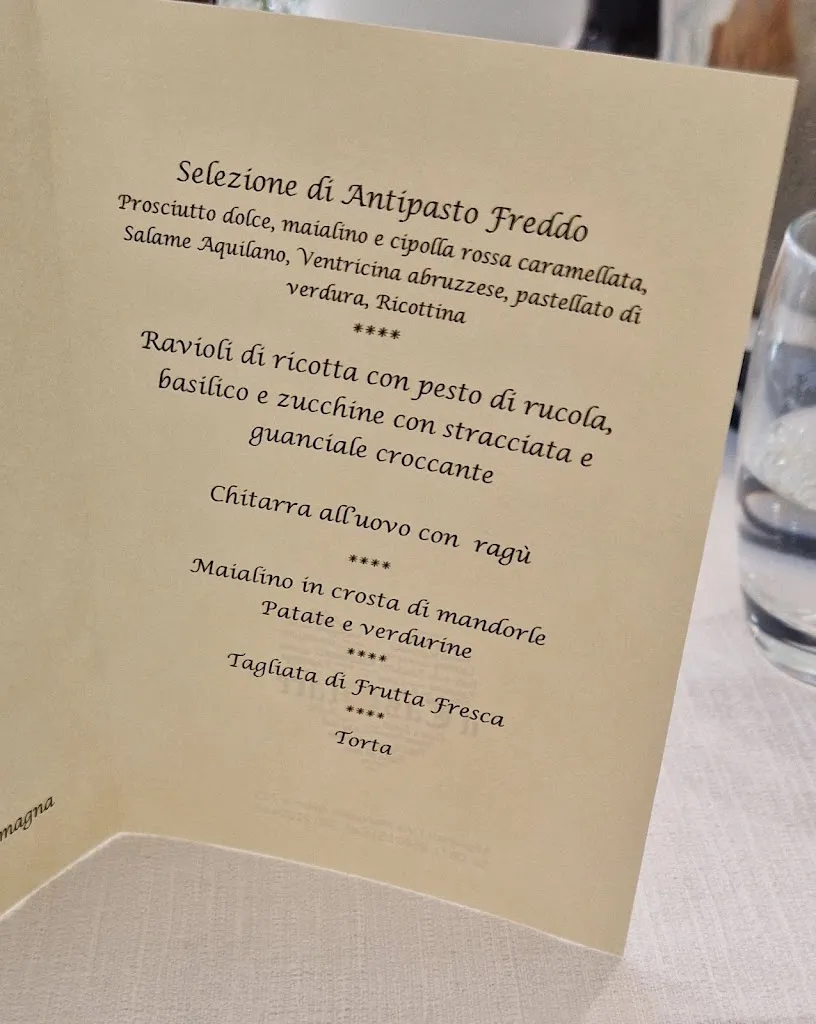 Selezione di Antipasto Freddo
Prosciutto dolce, maialino e cipolla rossa caramellata,
Salame Aquilano, Ventricina abruzzese, pastellato di
verdura, Ricottina
****
Ravioli di ricotta con pesto di rucola,
basilico e zucchine con stracciata e
guanciale croccante
Chitarra all'uovo con ragù
****
Maialino in crosta di mandorle
Patate e verdurine
****
Tagliata di Frutta Fresca
****
Torta
magna